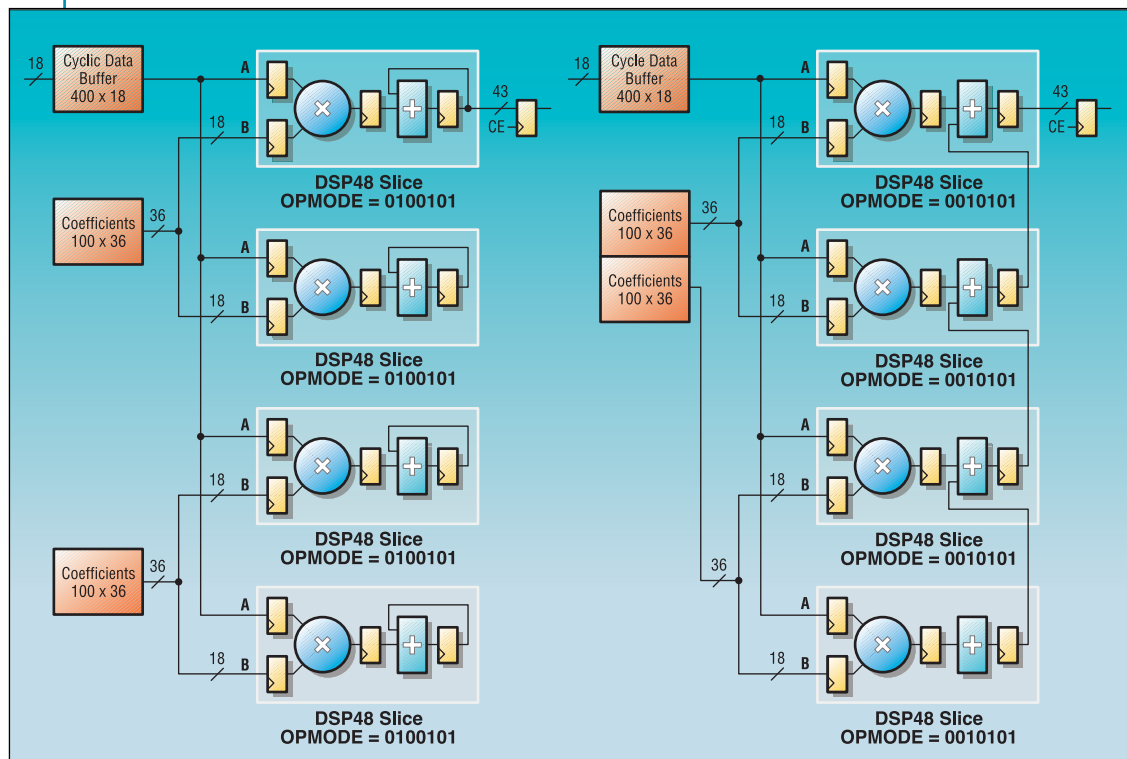 18
Cyclic Data
Buffer
400 x 18
A
18
B
43
CE
DSP48 Slice
OPMODE = 0100101
Coefficients
100 x 36
36
A
18
B
DSP48 Slice
OPMODE = 0100101
A
18
B
DSP48 Slice
OPMODE = 0100101
Coefficients
100 x 36
36
A
18
B
DSP48 Slice
OPMODE = 0100101
18
Cycle Data
Buffer
400 x 18
A
18
B
43
CE
DSP48 Slice
OPMODE = 0010101
Coefficients
100 x 36
36
Coefficients
100 x 36
A
18
B
DSP48 Slice
OPMODE = 0010101
A
18
B
DSP48 Slice
OPMODE = 0010101
36
A
18
B
DSP48 Slice
OPMODE = 0010101